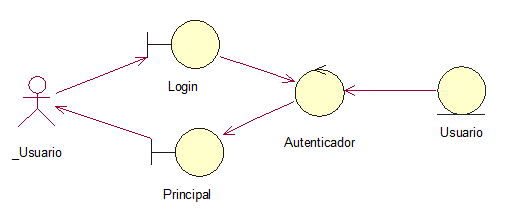 Login
_Usuario
Autenticador
Usuario
Principal